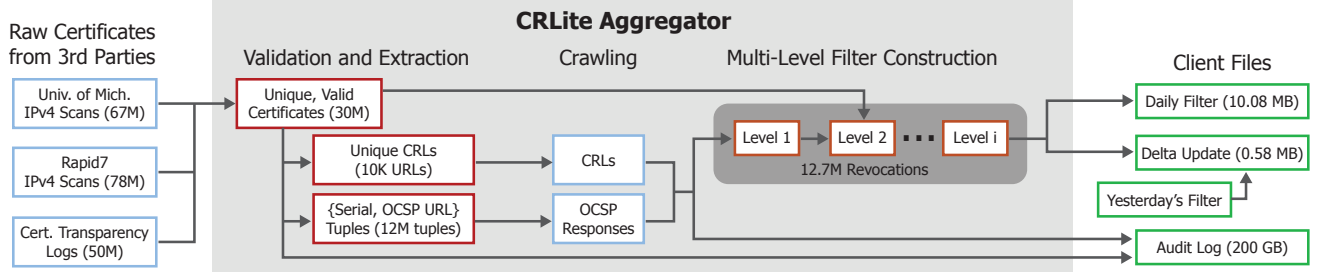 CRLite Aggregator
Raw Certificates
from 3rd Parties
Validation and Extraction
Crawling
Multi-Level Filter Construction
Client Files
Univ. of Mich.
IPv4 Scans (67M)
Rapid7
IPv4 Scans (78M)
Cert. Transparency
Logs (50M)
Unique, Valid
Certificates (30M)
Unique CRLs
(10K URLs)
{Serial, OCSP URL}
Tuples (12M tuples)
CRLs
OCSP
Responses
Level 1
Level 2
...
Level i
12.7M Revocations
Daily Filter (10.08 MB)
Delta Update (0.58 MB)
Yesterday's Filter
Audit Log (200 GB)